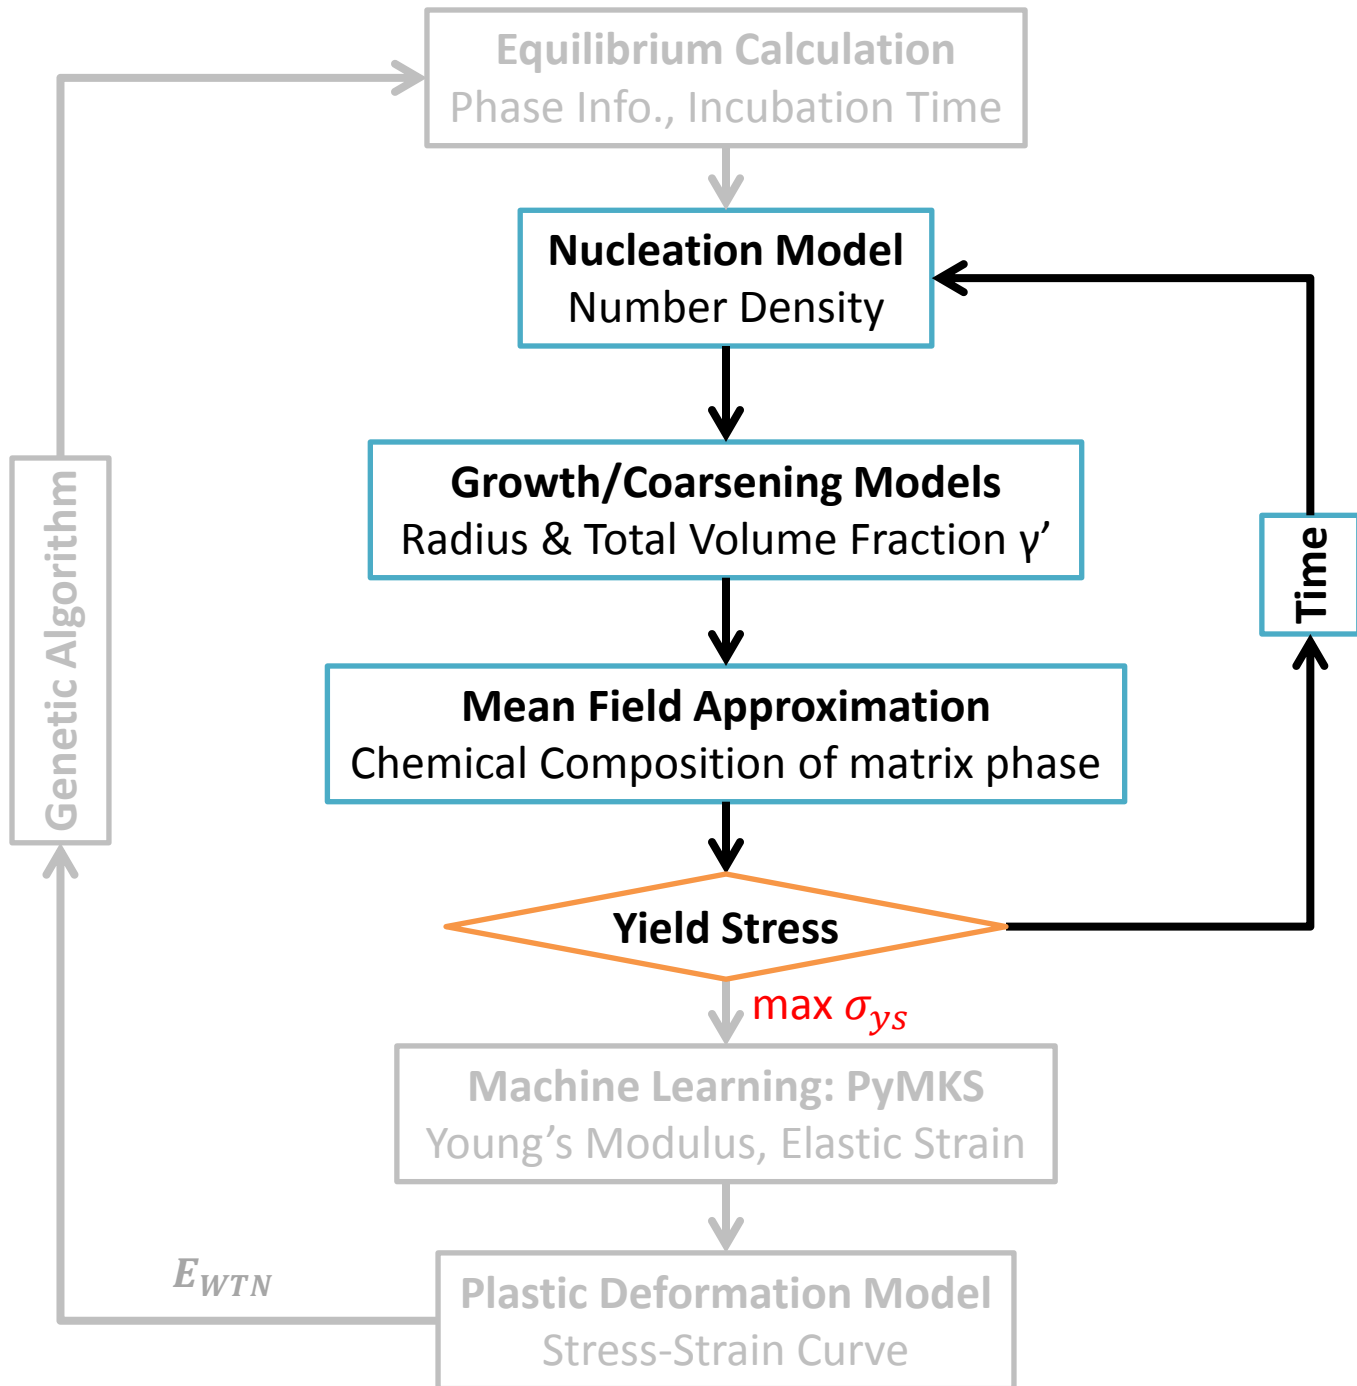 Equilibrium Calculation
Phase Info., Incubation Time
Nucleation Model
Number Density
Growth/Coarsening Models
Radius & Total Volume Fraction γ’
Genetic Algorithm
Time
Mean Field Approximation
Chemical Composition of matrix phase
Yield Stress
max σys
Machine Learning: PyMKS
Young’s Modulus, Elastic Strain
EWTN
Plastic Deformation Model
Stress-Strain Curve